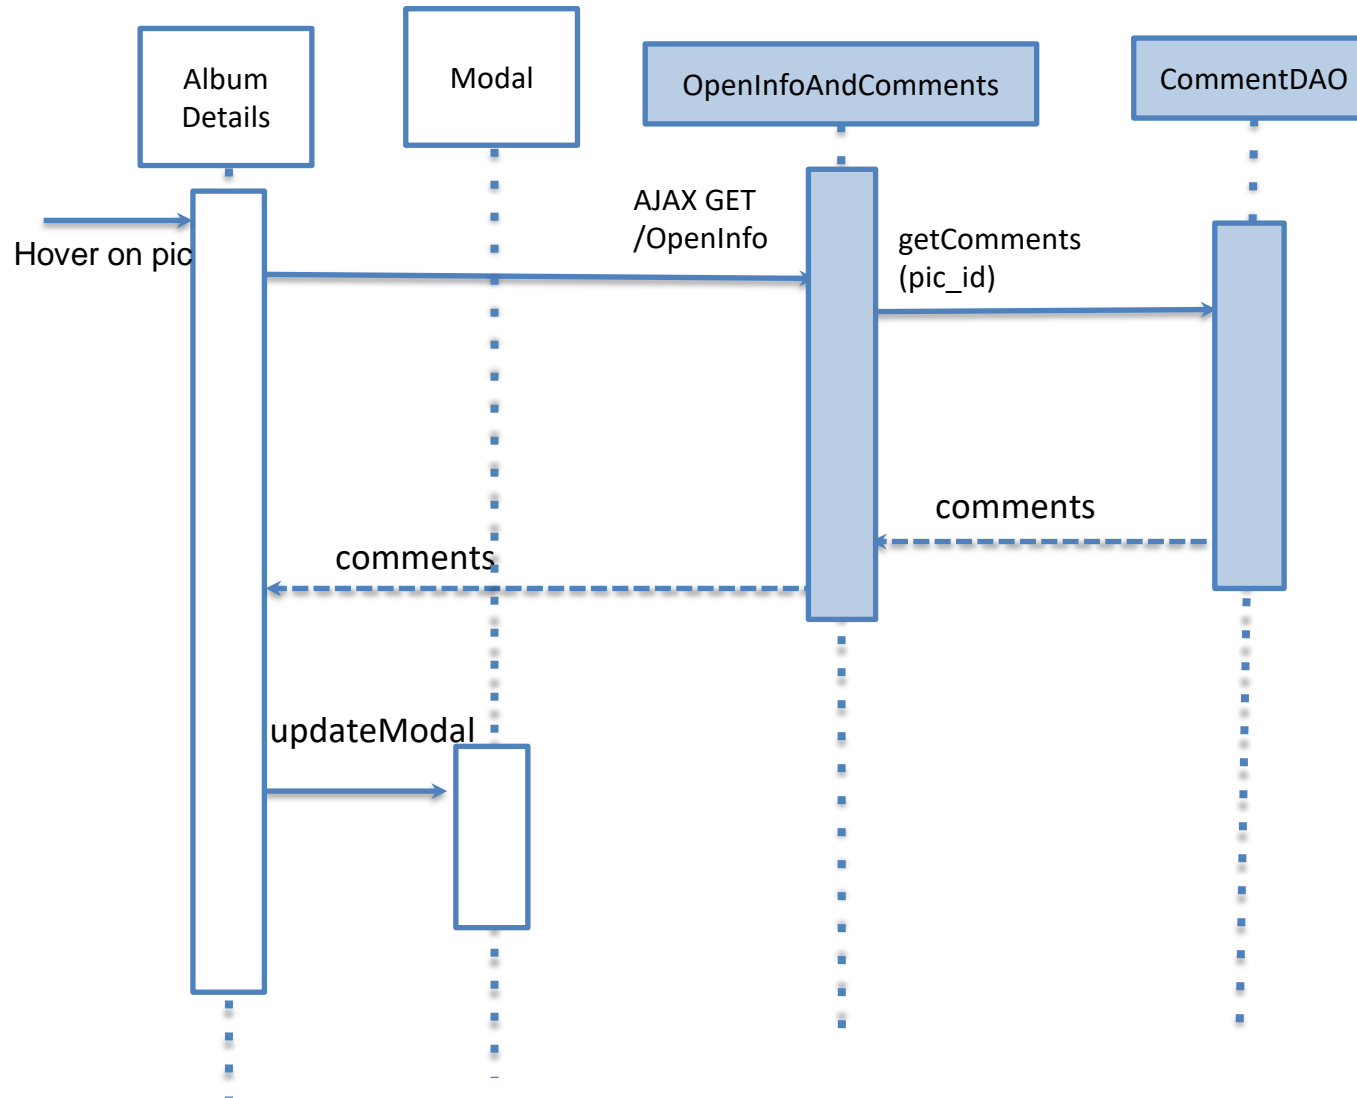 Album
Details
Modal
OpenInfoAndComments
CommentDAO
Hover on pic
AJAX GET
/OpenInfo
getComments
(pic_id)
comments
comments
updateModal